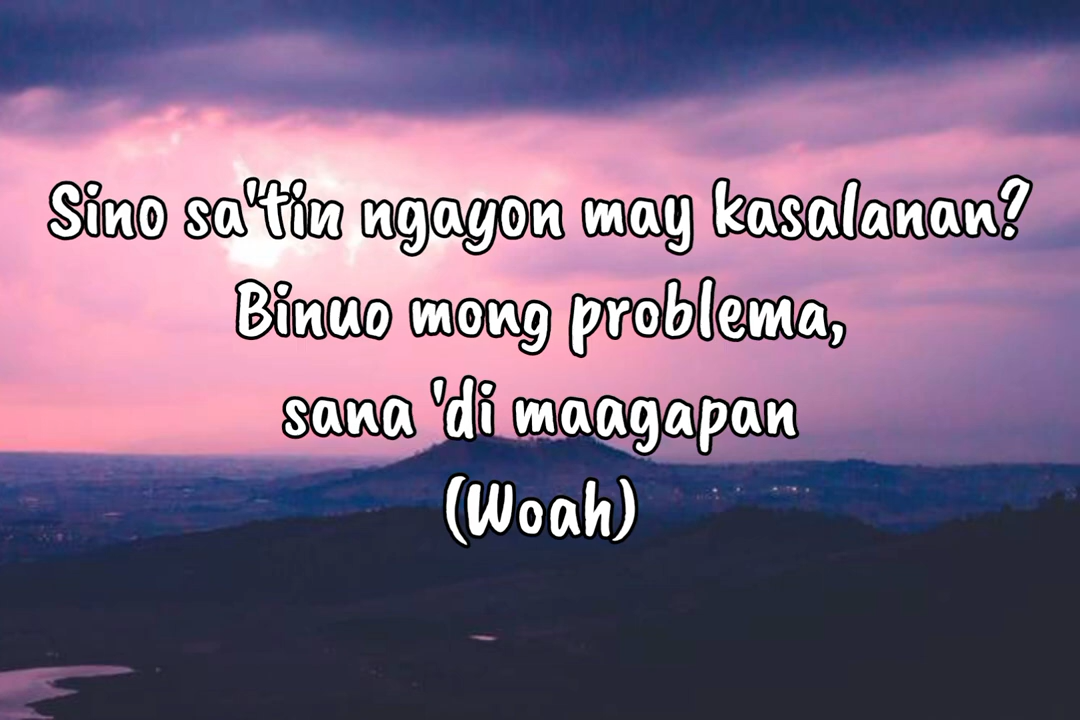 Sino sa'tin ngayon may kasalanan?
Binuo mong problema,
sana 'di maagapan
(Woah)